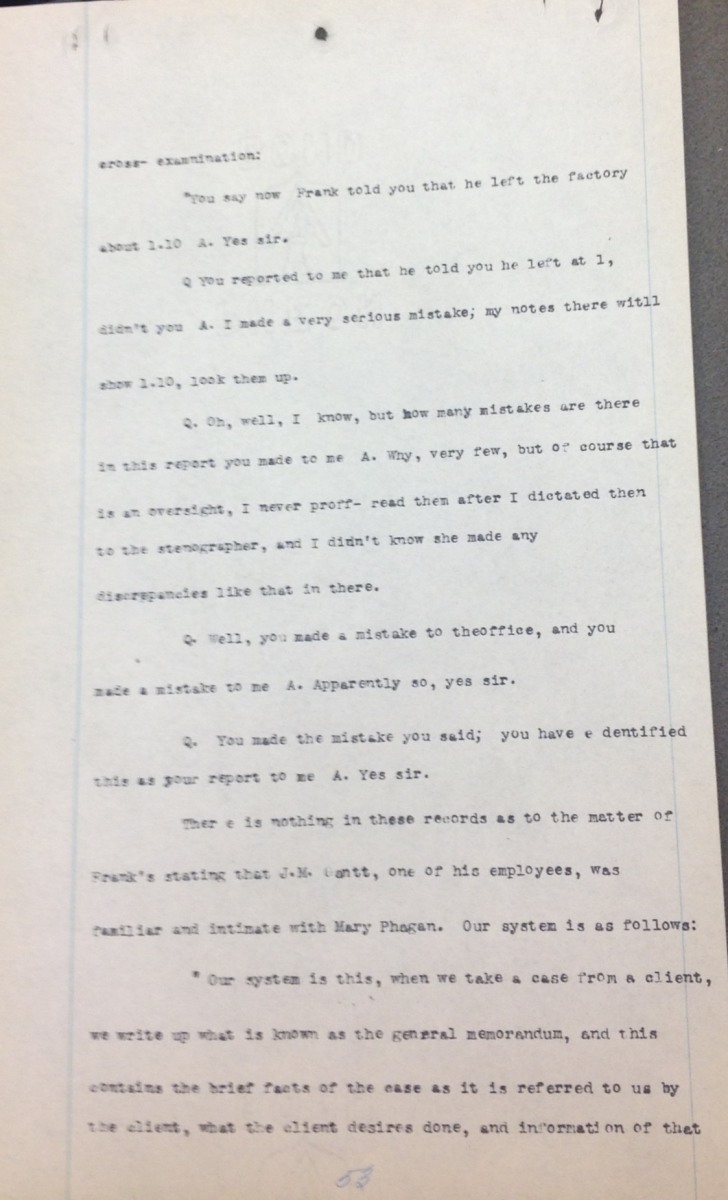 cross- examination:
"You say now Frank told you that he left the factory
about 1.10 A. Yes sir.
Q You reported to me that he told you he left at 1,
didn't you A. I made a very serious mistake; my notes there witll
show 1.10, look them up.
Q. Oh, well, I know, but how many mistakes are there
in this report you made to me A. Why, very few, but of course that
is an oversight, I never proff- read them after I dictated then
to the stenographer, and I didn't know she made any
discrepancies like that in there.
Q. Well, you made a mistake to theoffice, and you
made a mistake to me A. Apparently so, yes sir.
Q. You made the mistake you said; you have e dentified
this as your report to me A. Yes sir.
Ther e is nothing in these records as to the matter of
Frank's stating that J.M. Gantt, one of his employees, was
familiar and intimate with Mary Phagan. Our system is as follows:
" Our system is this, when we take a case from a client,
we write up what is known as the general memorandum, and this
contains the brief facts of the case as it is referred to us by
the client, what the client desires done, and information of that
53